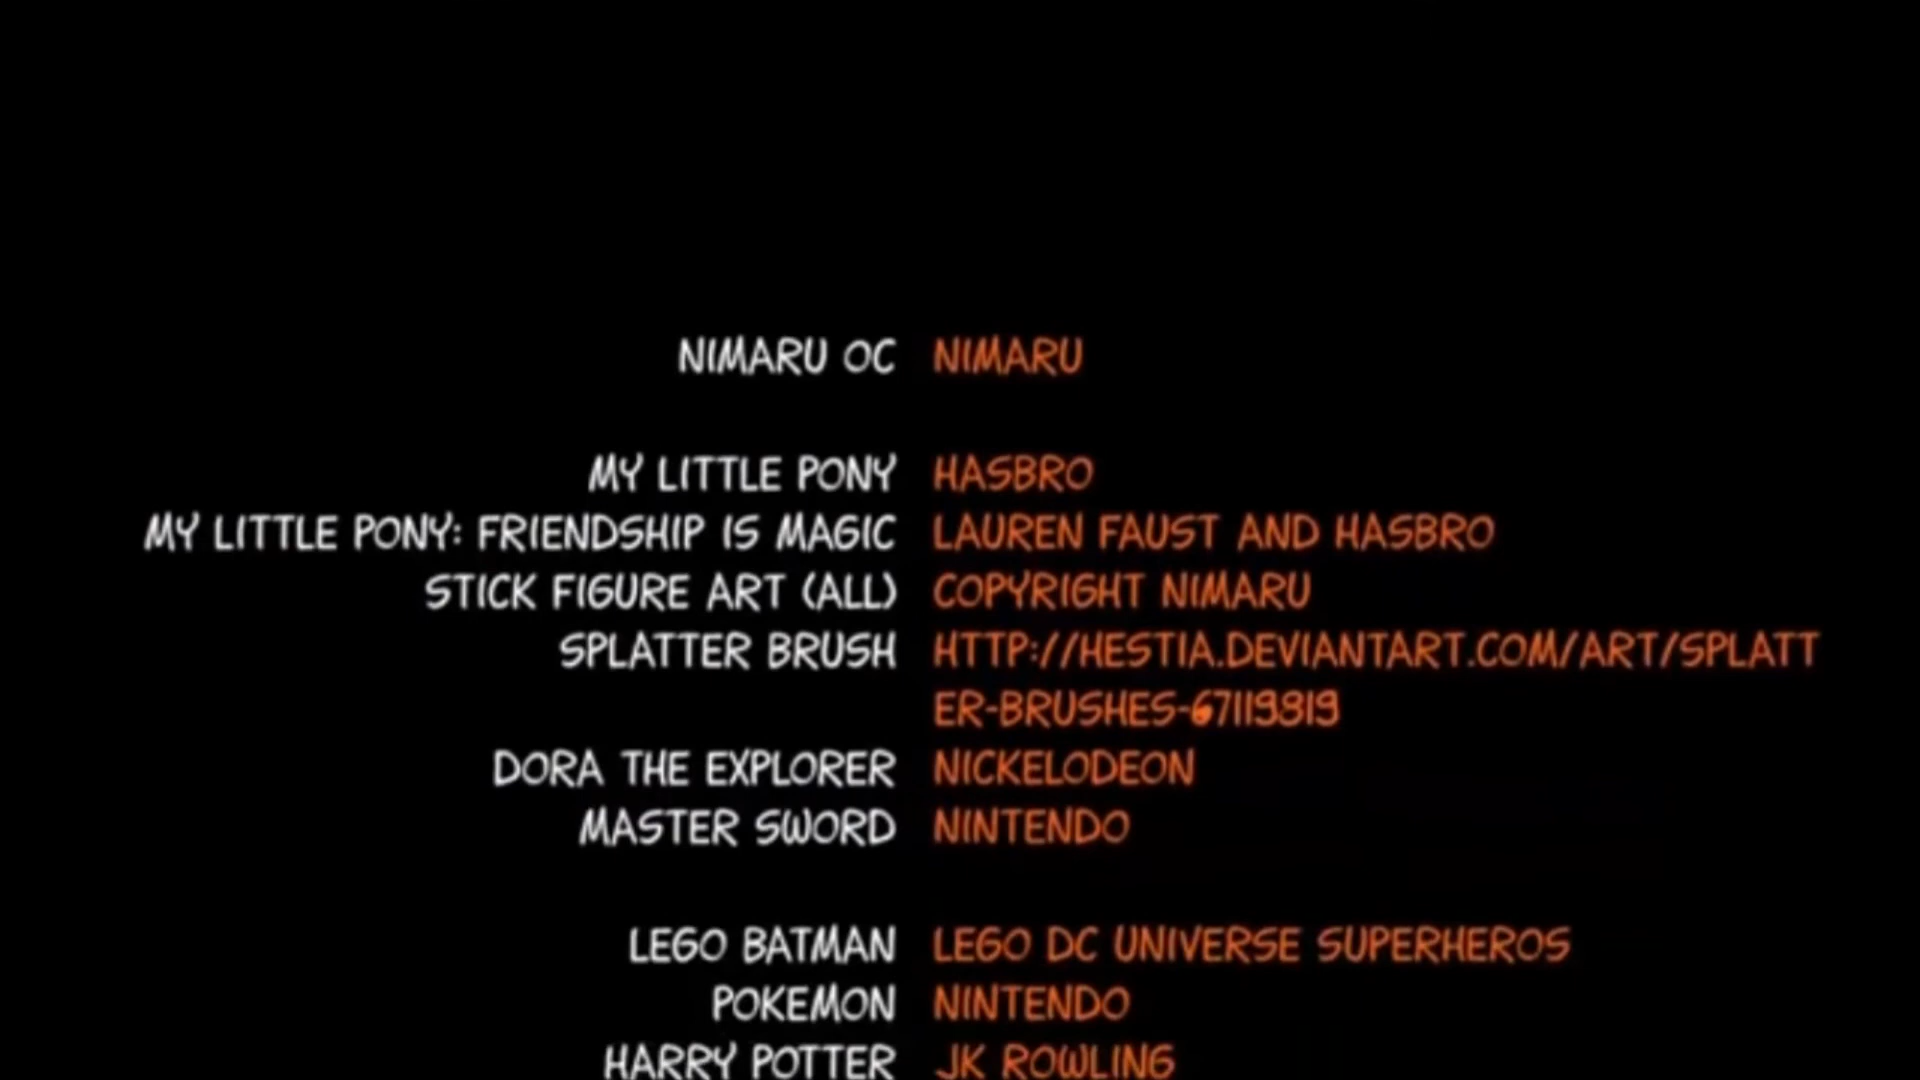 NIMARU OC NIMARU
MY LITTLE PONY HASBRO
MY LITTLE PONY: FRIENDSHIP IS MAGIC LAUREN FAUST AND HASBRO
STICK FIGURE ART (ALL) COPYRIGHT NIMARU
SPLATTER BRUSH HTTP://HESTIA.DEVIANTART.COM/ART/SPLATT
ER-BRUSHES-67119819
DORA THE EXPLORER NICKELODEON
MASTER SWORD NINTENDO
LEGO BATMAN LEGO DC UNIVERSE SUPERHEROS
POKEMON NINTENDO
HARRY POTTER JK ROWLING